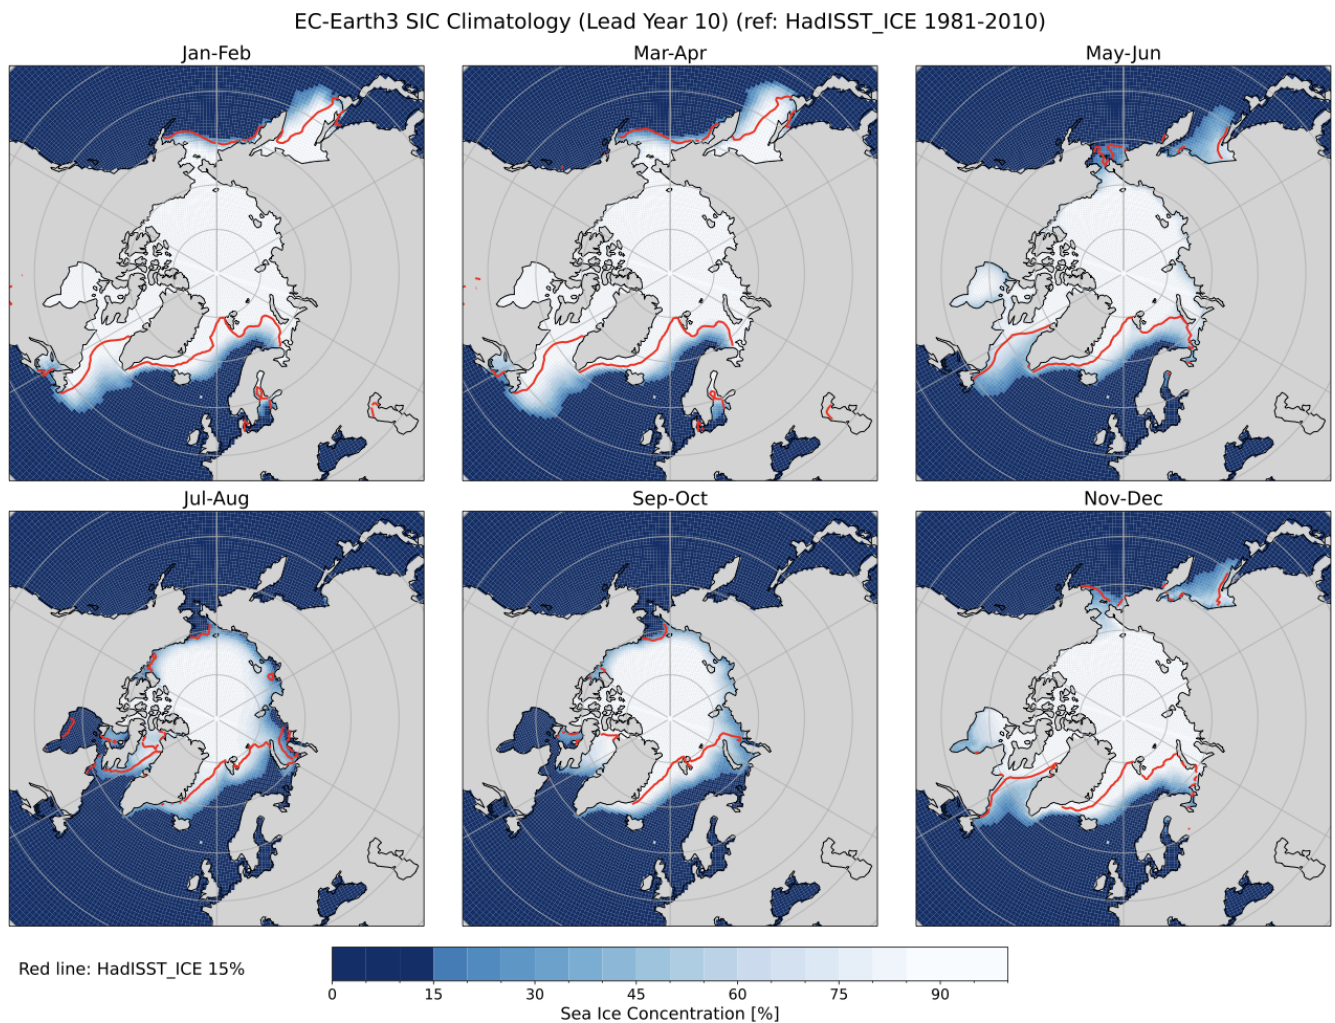 EC-Earth3 SIC Climatology (Lead Year 10) (ref: HadISST_ICE 1981-2010)
Jan-Feb
Mar-Apr
May-Jun
Jul-Aug
Sep-Oct
Nov-Dec
Red line: HadISST_ICE 15%
0 15 30 45 60 75 90
Sea Ice Concentration [%]